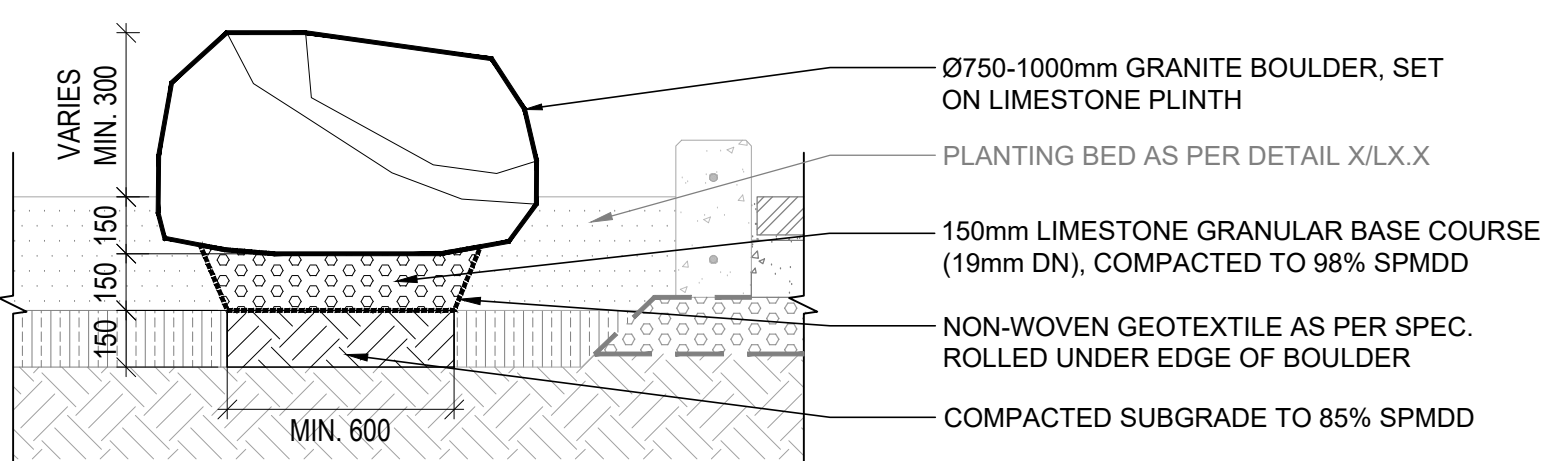 VARIES
MIN. 300
150
150
150
MIN. 600
Ø750-1000mm GRANITE BOULDER, SET
ON LIMESTONE PLINTH
PLANTING BED AS PER DETAIL X/LX.X
150mm LIMESTONE GRANULAR BASE COURSE
(19mm DN), COMPACTED TO 98% SPMDD
NON-WOVEN GEOTEXTILE AS PER SPEC.
ROLLED UNDER EDGE OF BOULDER
COMPACTED SUBGRADE TO 85% SPMDD